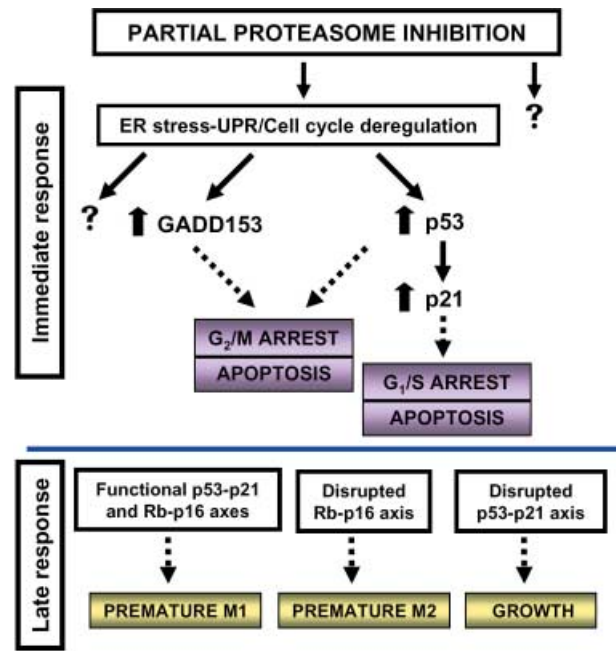 PARTIAL PROTEASOME INHIBITION
Immediate response
?
ER stress-UPR/Cell cycle deregulation
?
GADD153
p53
p21
G₂/M ARREST
APOPTOSIS
G₁/S ARREST
APOPTOSIS
Late response
Functional p53-p21
and Rb-p16 axes
Disrupted
Rb-p16 axis
Disrupted
p53-p21 axis
PREMATURE M1
PREMATURE M2
GROWTH